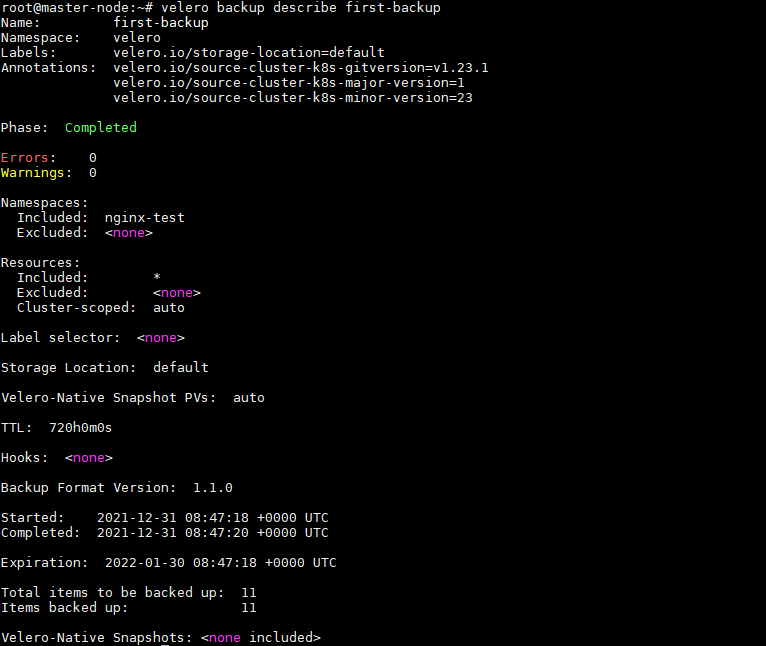 root@master-node:~# velero backup describe first-backup
Name:         first-backup
Namespace:    velero
Labels:       velero.io/storage-location=default
Annotations:  velero.io/source-cluster-k8s-gitversion=v1.23.1
              velero.io/source-cluster-k8s-major-version=1
              velero.io/source-cluster-k8s-minor-version=23
Phase:  Completed
Errors:    0
Warnings:  0
Namespaces:
  Included:  nginx-test
  Excluded:  <none>
Resources:
  Included:        *
  Excluded:        <none>
  Cluster-scoped:  auto
Label selector:  <none>
Storage Location:  default
Velero-Native Snapshot PVs:  auto
TTL:  720h0m0s
Hooks:  <none>
Backup Format Version:  1.1.0
Started:    2021-12-31 08:47:18 +0000 UTC
Completed:  2021-12-31 08:47:20 +0000 UTC
Expiration:  2022-01-30 08:47:18 +0000 UTC
Total items to be backed up:  11
Items backed up:              11
Velero-Native Snapshots: <none included>